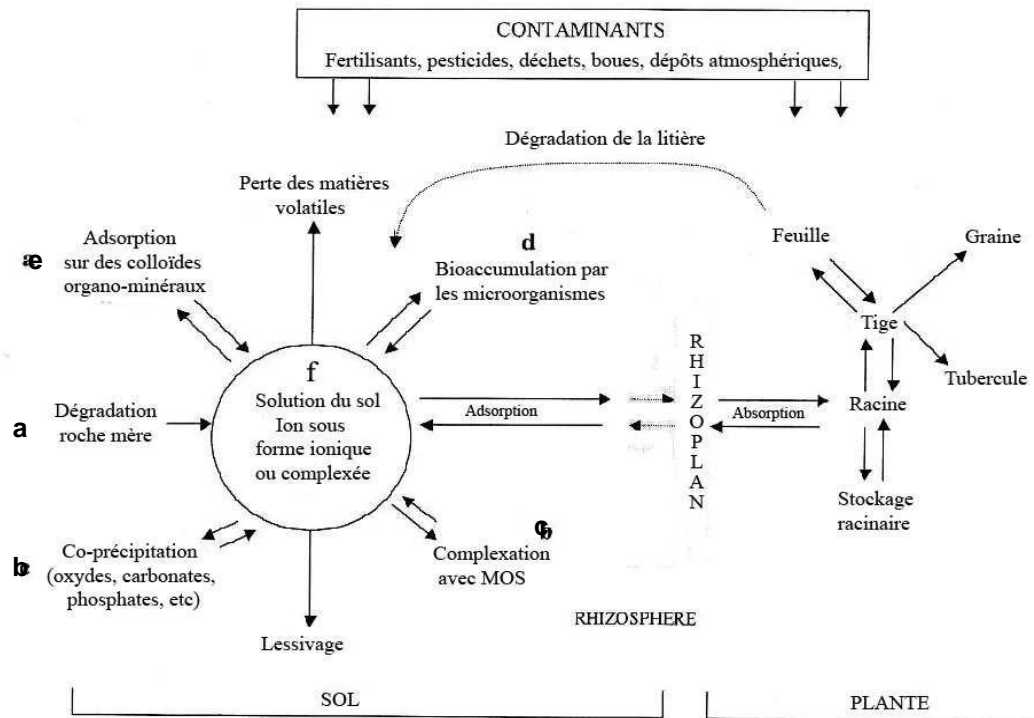 CONTAMINANTS
Fertilisants, pesticides, déchets, boues, dépôts atmosphériques,
Dégradation de la litière
Perte des matières
volatiles
Adsorption
sur des colloïdes
organo-minéraux
e
d
Bioaccumulation par
les microorganismes
Feuille
Graine
Tige
Tubercule
Racine
Stockage
racinaire
f
Solution du sol
Ion sous
forme ionique
ou complexée
a
Dégradation
roche mère
Adsorption
RHIZOPLAN
Absorption
b
Co-précipitation
(oxydes, carbonates,
phosphates, etc)
c
Complexation
avec MOS
Lessivage
RHIZOSPHERE
SOL
PLANTE